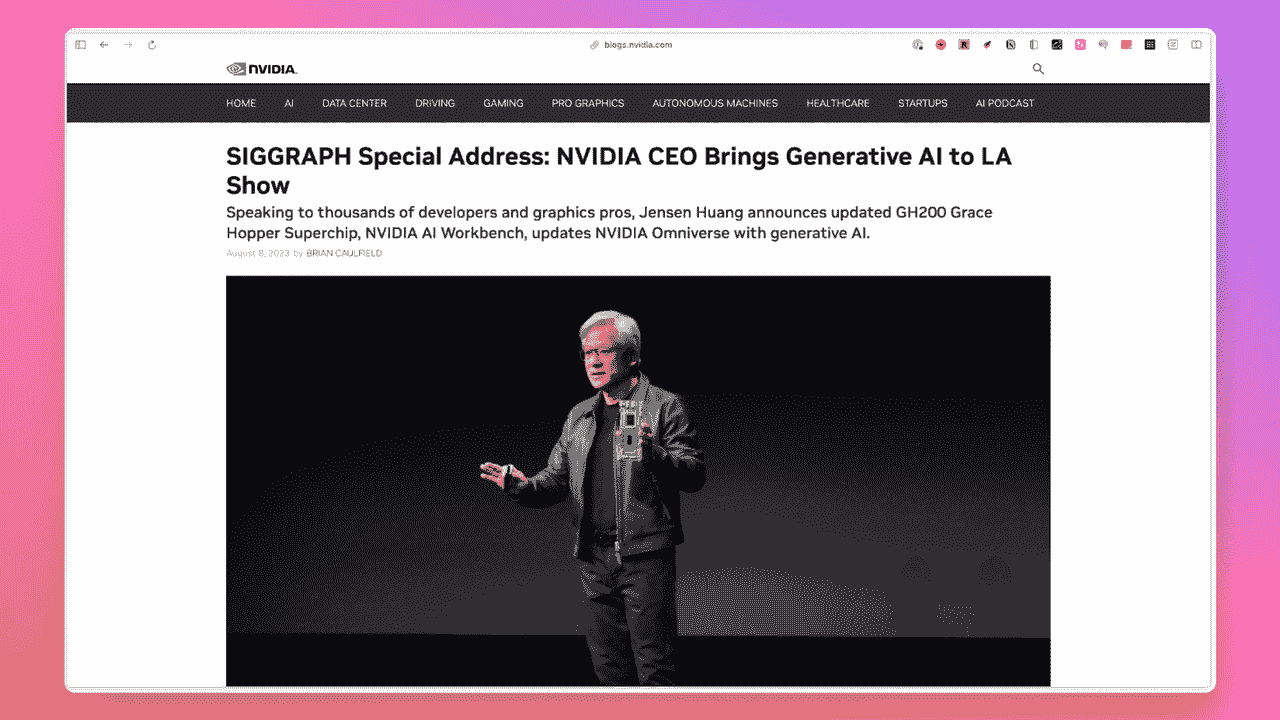 blogs.nvidia.com
NVIDIA.
HOME AI DATA CENTER DRIVING GAMING PRO GRAPHICS AUTONOMOUS MACHINES HEALTHCARE STARTUPS AI PODCAST
SIGGRAPH Special Address: NVIDIA CEO Brings Generative AI to LA
Show
Speaking to thousands of developers and graphics pros, Jensen Huang announces updated GH200 Grace
Hopper Superchip, NVIDIA AI Workbench, updates NVIDIA Omniverse with generative AI.
August 8, 2023 by BRIAN CAULFIELD